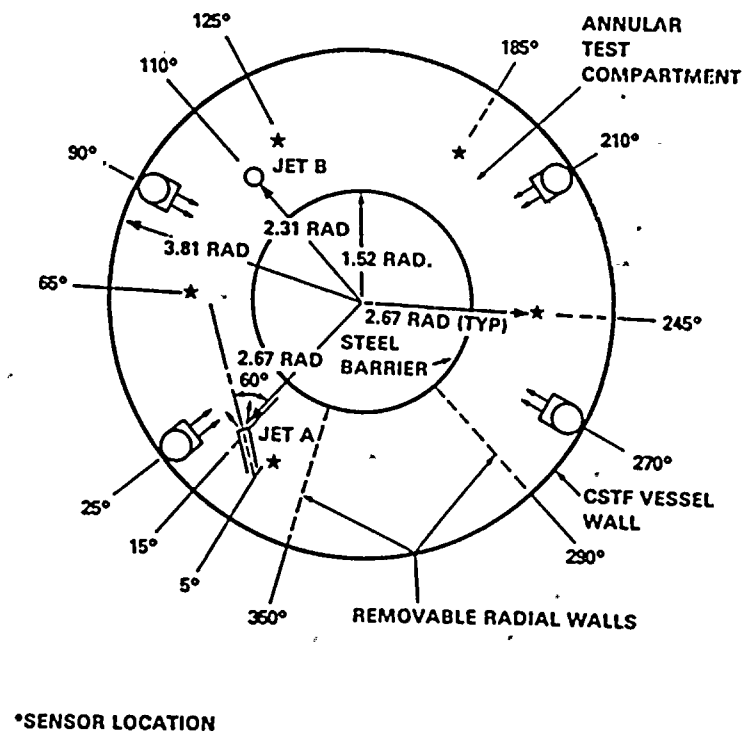 125°
ANNULAR
TEST
COMPARTMENT
185°
110°
90°
210°
JET B
2.31 RAD
3.81 RAD
1.52 RAD.
65°
2.67 RAD (TYP)
245°
STEEL
BARRIER
2.67 RAD
60°
JET A
270°
25°
CSTF VESSEL
WALL
15°
290°
5°
360°
REMOVABLE RADIAL WALLS
*SENSOR LOCATION